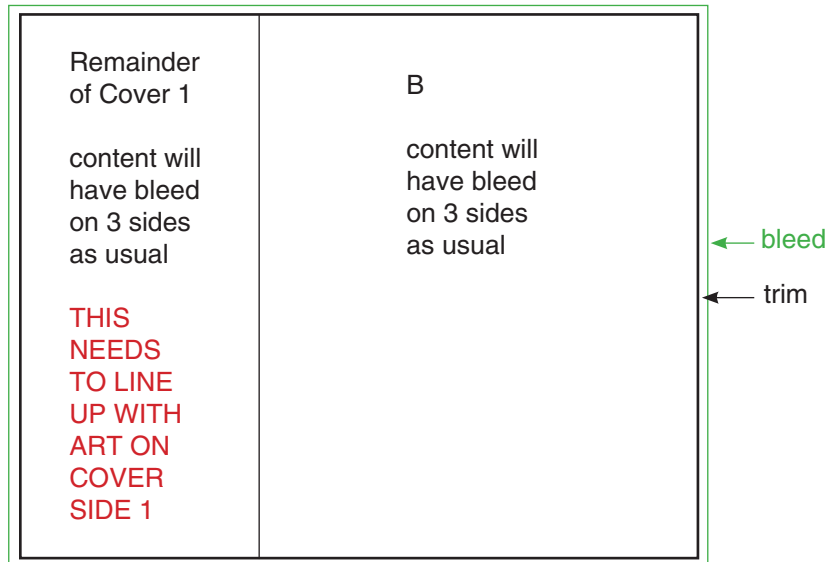 Remainder
of Cover 1
content will
have bleed
on 3 sides
as usual
THIS
NEEDS
TO LINE
UP WITH
ART ON
COVER
SIDE 1
B
content will
have bleed
on 3 sides
as usual
bleed
trim